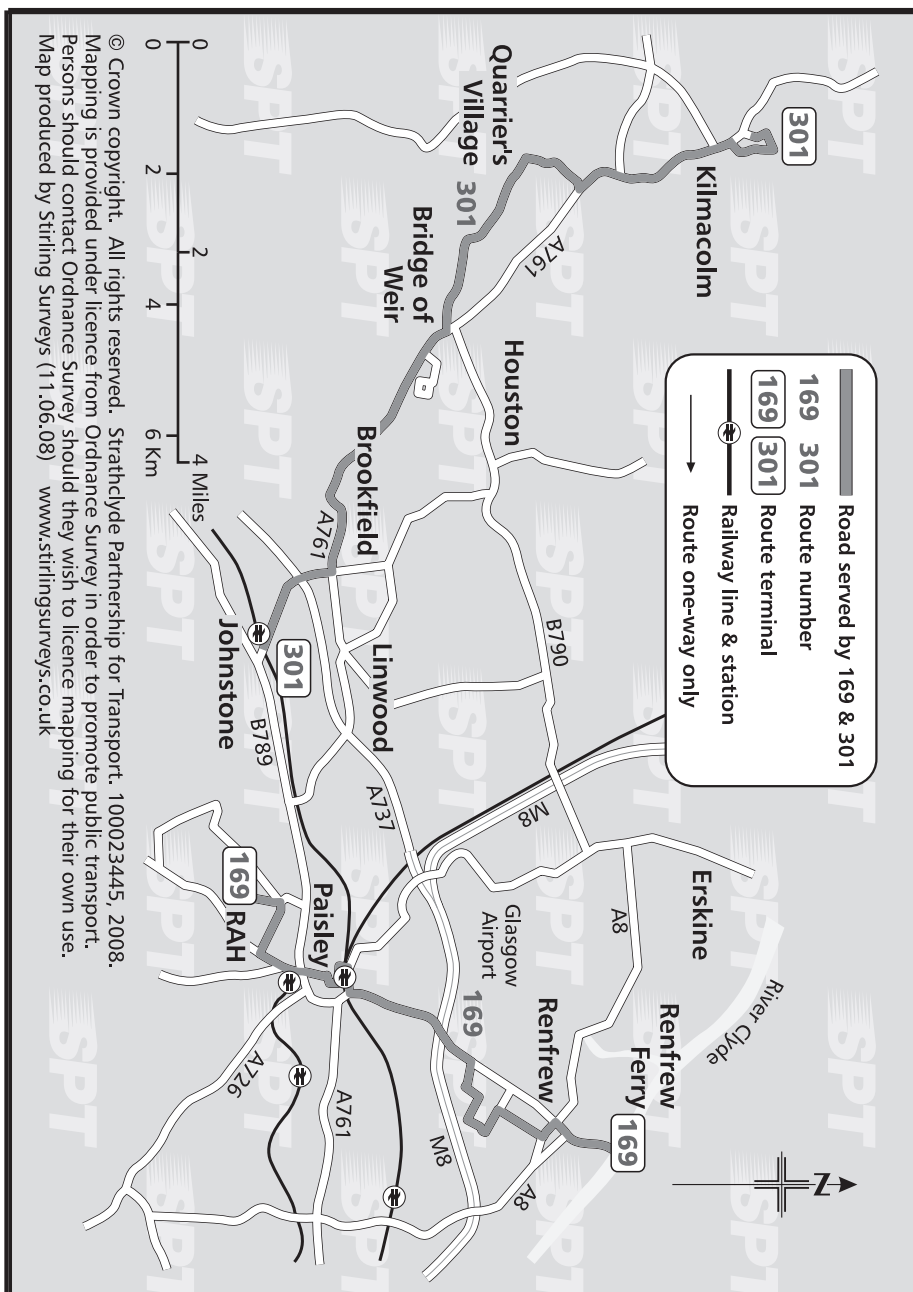 301
Kilmacolm
Quarrier's
Village
301
A761
Bridge of
Weir
Houston
Brookfield
A761
Linwood
301
Johnstone
B789
B790
A737
M8
Erskine
A8
River Clyde
Glasgow
Airport
Renfrew
Renfrew
Ferry
169
169
Paisley
169
RAH
A726
A761
M8
A8
N
Road served by 169 & 301
169 301 Route number
169 301 Route terminal
Railway line & station
Route one-way only
0 2 4 Miles
0 2 4 6 Km
© Crown copyright. All rights reserved. Strathclyde Partnership for Transport. 100023445, 2008.
Mapping is provided under licence from Ordnance Survey in order to promote public transport.
Persons should contact Ordnance Survey should they wish to licence mapping for their own use.
Map produced by Stirling Surveys (11.06.08) www.stirlingsurveys.co.uk
SPT